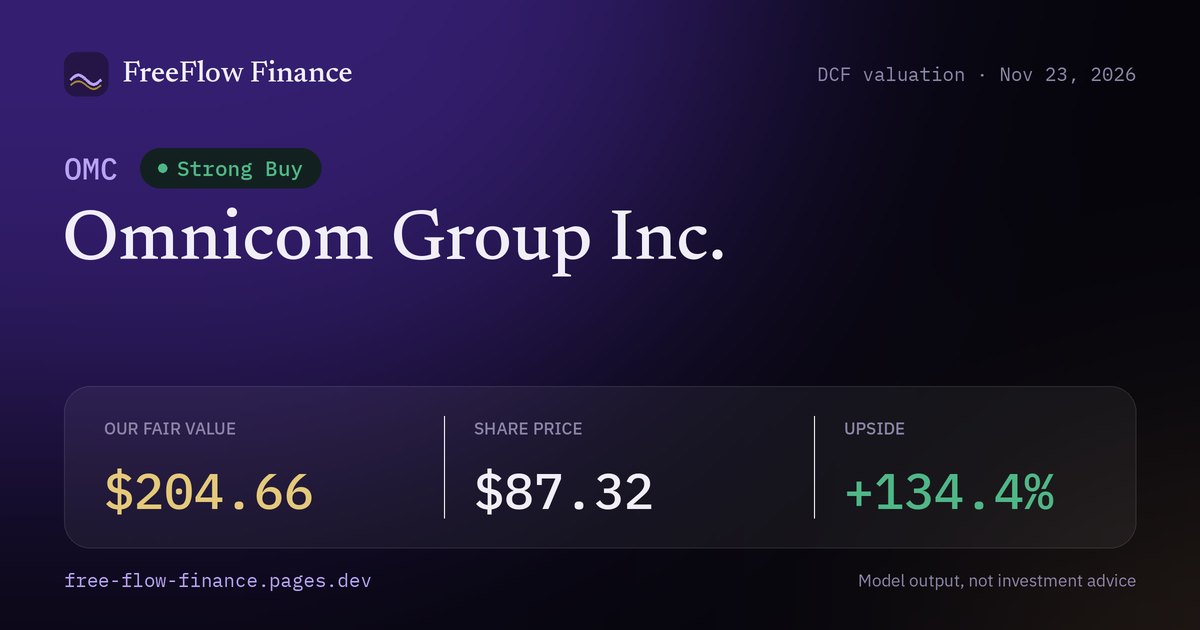 FreeFlow Finance
DCF valuation · Nov 23, 2026
OMC
Strong Buy
Omnicom Group Inc.
OUR FAIR VALUE
$204.66
SHARE PRICE
$87.32
UPSIDE
+134.4%
free-flow-finance.pages.dev
Model output, not investment advice